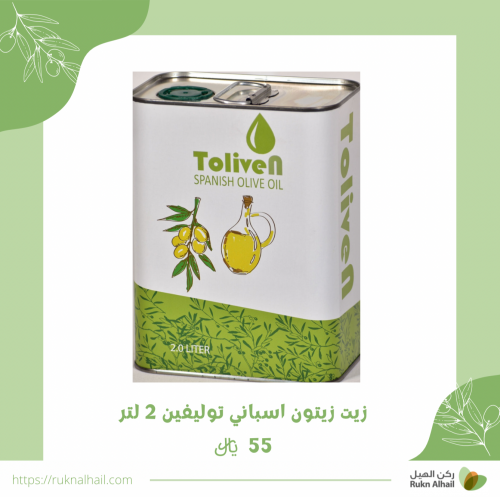 ToliveN
SPANISH OLIVE OIL
ToliveN
2.0 LITER
زيت زيتون اسباني توليفين 2 لتر
55 ريال
https://ruknalhail.com
ركن الهيل
Rukn Alhail